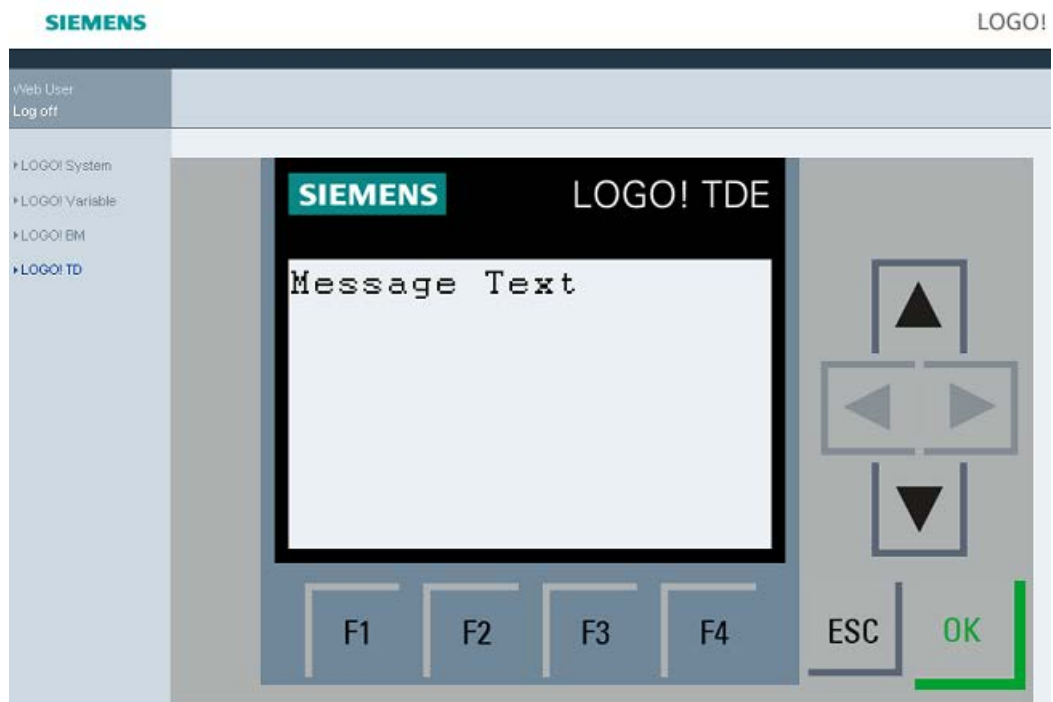 SIEMENS
LOGO!
Web User
Log off
LOGO! System
LOGO! Variable
LOGO! BM
LOGO! TD
SIEMENS LOGO! TDE
Message Text
F1 F2 F3 F4 ESC OK